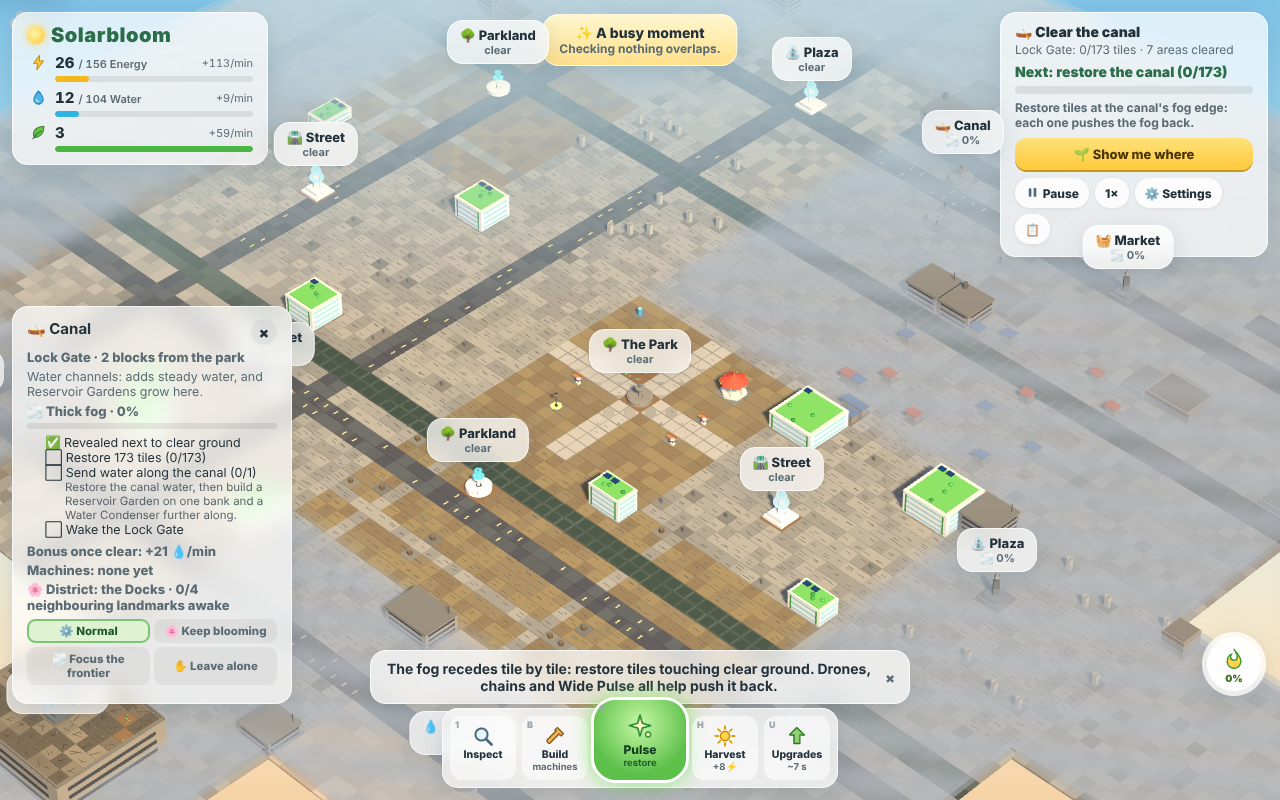 Solarbloom
26 / 156 Energy +113/min
12 / 104 Water +9/min
3 +59/min
🌳 Parkland
clear
✨ A busy moment
Checking nothing overlaps.
Plaza
clear
Street
clear
Canal
0%
Clear the canal
Lock Gate: 0/173 tiles · 7 areas cleared
Next: restore the canal (0/173)
Restore tiles at the canal's fog edge:
each one pushes the fog back.
🌱 Show me where
Pause
1×
⚙️ Settings
Market
0%
Canal
✖
Lock Gate · 2 blocks from the park
Water channels: adds steady water, and
Reservoir Gardens grow here.
Thick fog · 0%
✅ Revealed next to clear ground
Restore 173 tiles (0/173)
Send water along the canal (0/1)
Restore the canal water, then build a
Reservoir Garden on one bank and a
Water Condenser further along.
Wake the Lock Gate
Bonus once clear: +21 💧/min
Machines: none yet
🌸 District: the Docks · 0/4
neighbouring landmarks awake
⚙️ Normal
🌸 Keep blooming
Focus the
frontier
✋ Leave alone
et
🌳 The Park
clear
🌳 Parkland
clear
Street
clear
Plaza
0%
0%
The fog recedes tile by tile: restore tiles touching clear ground. Drones,
chains and Wide Pulse all help push it back.
✖
1
Inspect
B
Build
machines
Pulse
restore
H
Harvest
+8⚡
U
Upgrades
~7 s